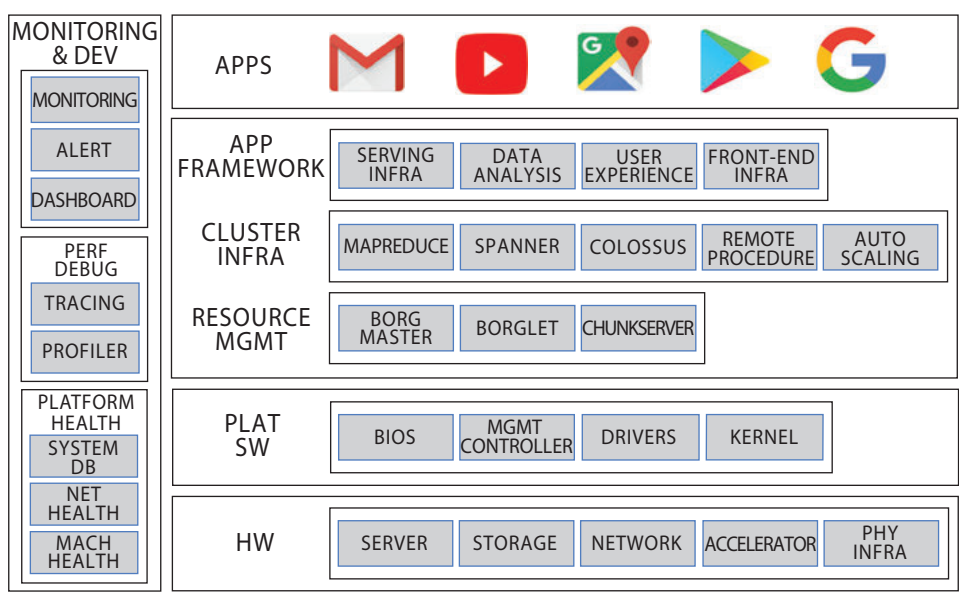 MONITORING
& DEV
MONITORING
ALERT
DASHBOARD
PERF
DEBUG
TRACING
PROFILER
PLATFORM
HEALTH
SYSTEM
DB
NET
HEALTH
MACH
HEALTH
APPS
G
G
APP
FRAMEWORK
SERVING
INFRA
DATA
ANALYSIS
USER
EXPERIENCE
FRONT-END
INFRA
CLUSTER
INFRA
MAPREDUCE
SPANNER
COLOSSUS
REMOTE
PROCEDURE
AUTO
SCALING
RESOURCE
MGMT
BORG
MASTER
BORGLET
CHUNKSERVER
PLAT
SW
BIOS
MGMT
CONTROLLER
DRIVERS
KERNEL
HW
SERVER
STORAGE
NETWORK
ACCELERATOR
PHY
INFRA